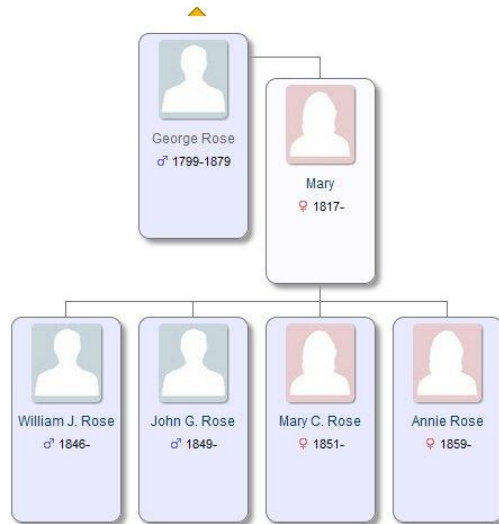 George Rose
♂ 1799-1879
Mary
♀ 1817-
William J. Rose
♂ 1846-
John G. Rose
♂ 1849-
Mary C. Rose
♀ 1851-
Annie Rose
♀ 1859-